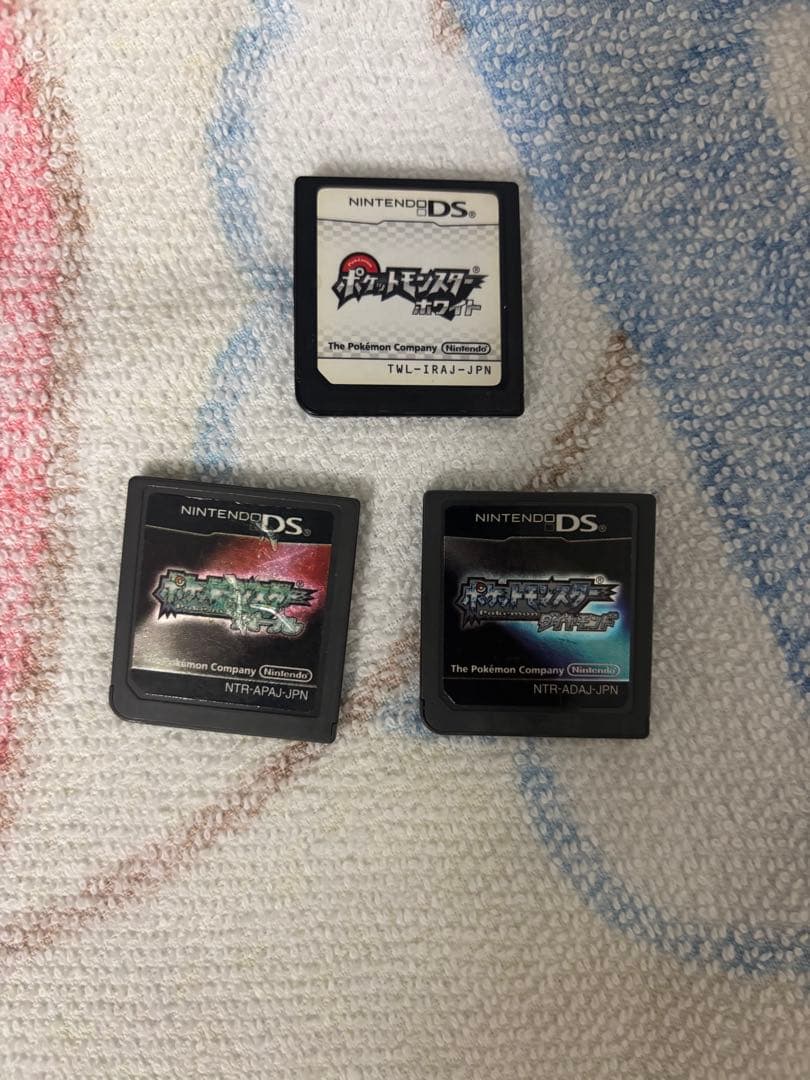 NINTENDO DS®
Pokémon
ポケットモンスター®
ホワイト
The Pokémon Company Nintendo
TWL-IRAJ-JPN
NINTENDO DS®
ポケットモンスター®
Pokémon Company Nintendo
NTR-APAJ-JPN
NINTENDO DS®
ポケットモンスター®
Pokémon
ダイヤモンド
The Pokémon Company Nintendo
NTR-ADAJ-JPN